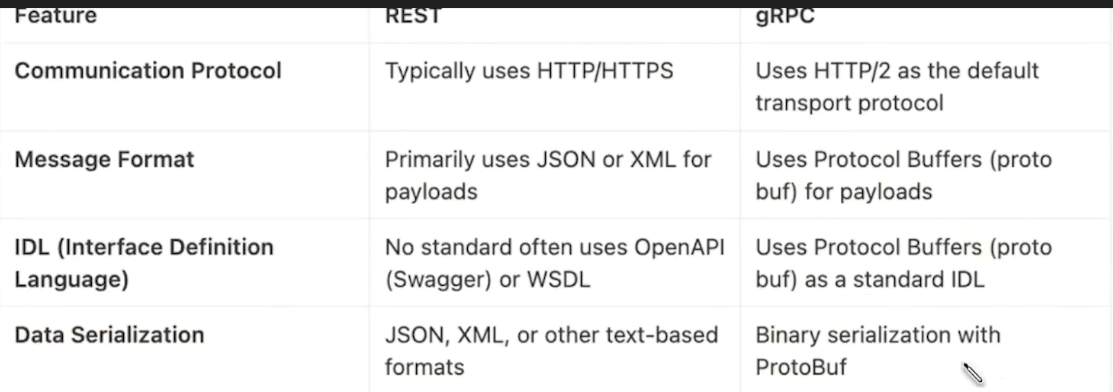 Feature REST gRPC
Communication Protocol Typically uses HTTP/HTTPS Uses HTTP/2 as the default
transport protocol
Message Format Primarily uses JSON or XML for Uses Protocol Buffers (proto
payloads buf) for payloads
IDL (Interface Definition No standard often uses OpenAPI Uses Protocol Buffers (proto
Language) (Swagger) or WSDL buf) as a standard IDL
Data Serialization JSON, XML, or other text-based Binary serialization with
formats ProtoBuf